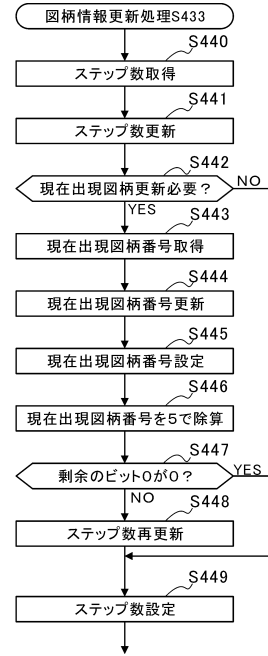 図柄情報更新処理S433
S440
ステップ数取得
S441
ステップ数更新
S442
現在出現図柄更新必要？
NO
YES
S443
現在出現図柄番号取得
S444
現在出現図柄番号更新
S445
現在出現図柄番号設定
S446
現在出現図柄番号を5で除算
S447
剰余のビット0が0？
YES
NO
S448
ステップ数再更新
S449
ステップ数設定